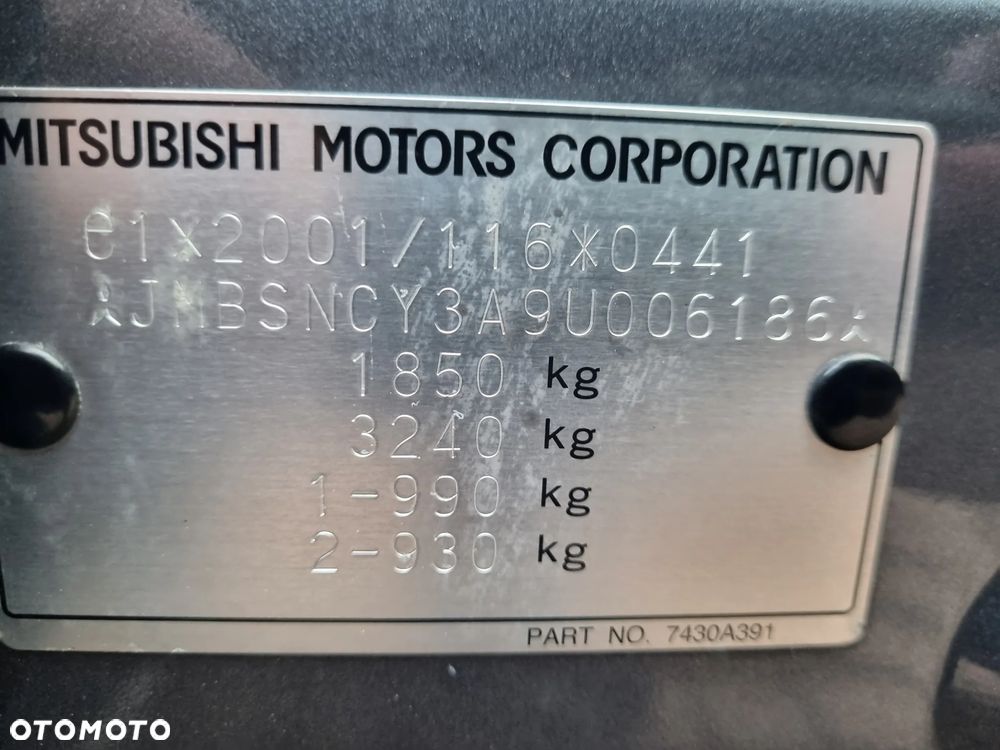 MITSUBISHI MOTORS CORPORATION
e1*2001/116*0441
*JMBSNCY3A9U006186*
1850 kg
3240 kg
1-990 kg
2-930 kg
PART NO. 7430A391
OTOMOTO